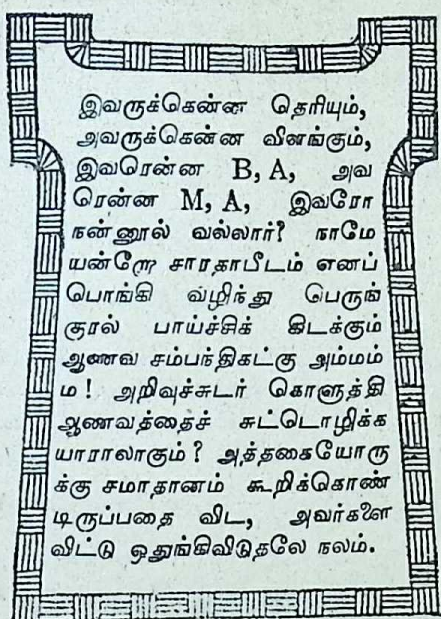 இவருக்கென்ன தெரியும்,
அவருக்கென்ன விளங்கும்,
இவரென்ன B, A, அவ
ரென்ன M, A, இவரோ
நன்னூல் வல்லார்? நாமே
யன்றோ சாரதாபீடம் எனப்
பொங்கி வழிந்து பெருங்
குரல் பாய்ச்சிக் கிடக்கும்
ஆணவ சம்பந்திகட்கு அம்மம்
ம! அறிவுச்சுடர் கொளுத்தி
ஆணவத்தைச் சுட்டொழிக்க
யாராலாகும்? அத்தகையோரு
க்கு சமாதானம் கூறிக்கொண்
டிருப்பதை விட, அவர்களை
விட்டு ஒதுங்கிவிடுதலே நலம்.